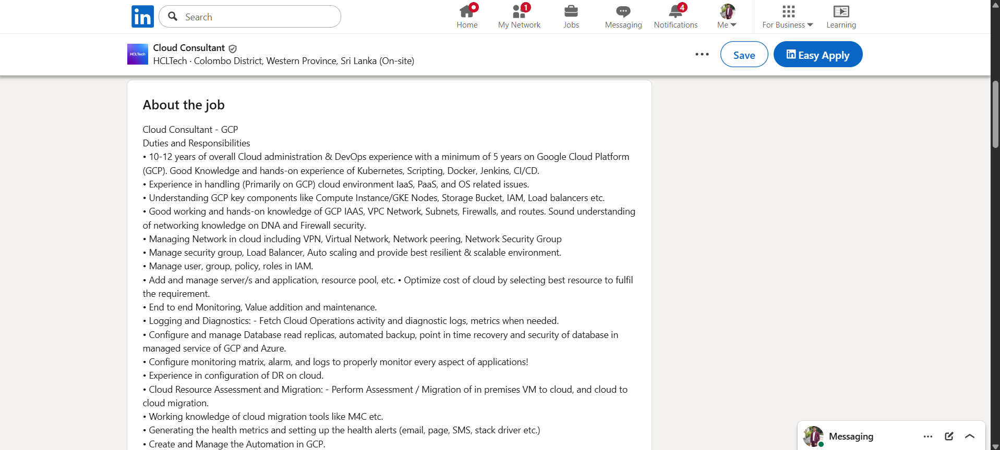 in
Search
Home
1
My Network
Jobs
Messaging
4
Notifications
Me
For Business
Learning
HCLTech
Cloud Consultant
HCLTech · Colombo District, Western Province, Sri Lanka (On-site)
Save
in Easy Apply
About the job
Cloud Consultant - GCP
Duties and Responsibilities
• 10-12 years of overall Cloud administration & DevOps experience with a minimum of 5 years on Google Cloud Platform
(GCP). Good Knowledge and hands-on experience of Kubernetes, Scripting, Docker, Jenkins, CI/CD.
• Experience in handling (Primarily on GCP) cloud environment IaaS, PaaS, and OS related issues.
• Understanding GCP key components like Compute Instance/GKE Nodes, Storage Bucket, IAM, Load balancers etc.
• Good working and hands-on knowledge of GCP IAAS, VPC Network, Subnets, Firewalls, and routes. Sound understanding
of networking knowledge on DNA and Firewall security.
• Managing Network in cloud including VPN, Virtual Network, Network peering, Network Security Group
• Manage security group, Load Balancer, Auto scaling and provide best resilient & scalable environment.
• Manage user, group, policy, roles in IAM.
• Add and manage server/s and application, resource pool, etc. • Optimize cost of cloud by selecting best resource to fulfil
the requirement.
• End to end Monitoring, Value addition and maintenance.
• Logging and Diagnostics: - Fetch Cloud Operations activity and diagnostic logs, metrics when needed.
• Configure and manage Database read replicas, automated backup, point in time recovery and security of database in
managed service of GCP and Azure.
• Configure monitoring matrix, alarm, and logs to properly monitor every aspect of applications!
• Experience in configuration of DR on cloud.
• Cloud Resource Assessment and Migration: - Perform Assessment / Migration of in premises VM to cloud, and cloud to
cloud migration.
• Working knowledge of cloud migration tools like M4C etc.
• Generating the health metrics and setting up the health alerts (email, page, SMS, stack driver etc.)
• Create and Manage the Automation in GCP.
Messaging